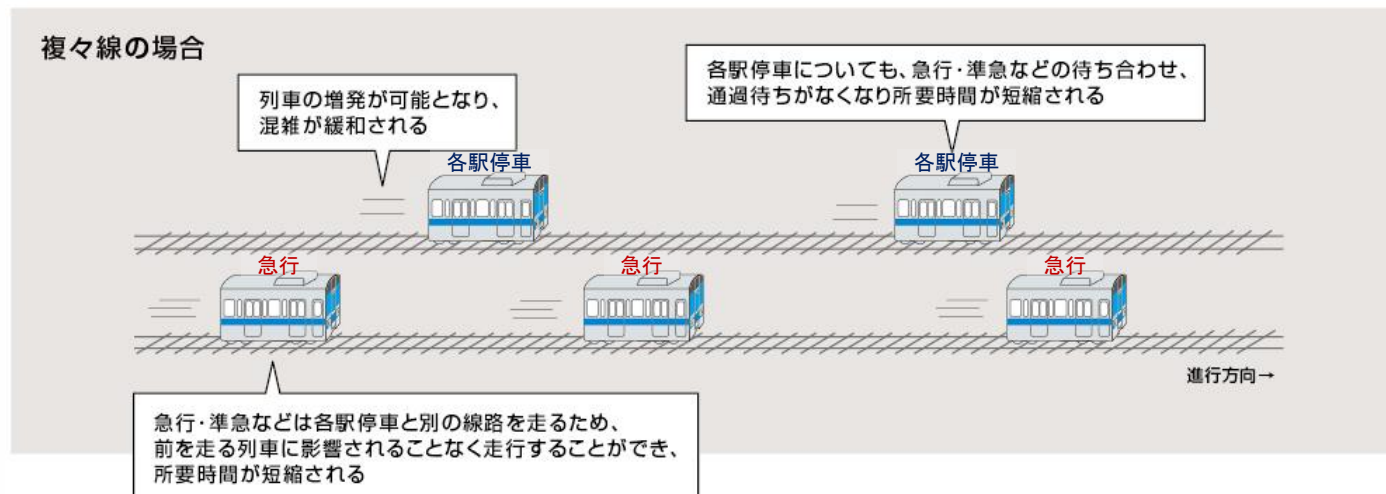 複々線の場合
列車の増発が可能となり、
混雑が緩和される
各駅停車についても、急行・準急などの待ち合わせ、
通過待ちがなくなり所要時間が短縮される
各駅停車
各駅停車
急行
急行
急行
進行方向→
急行・準急などは各駅停車と別の線路を走るため、
前を走る列車に影響されることなく走行することができ、
所要時間が短縮される